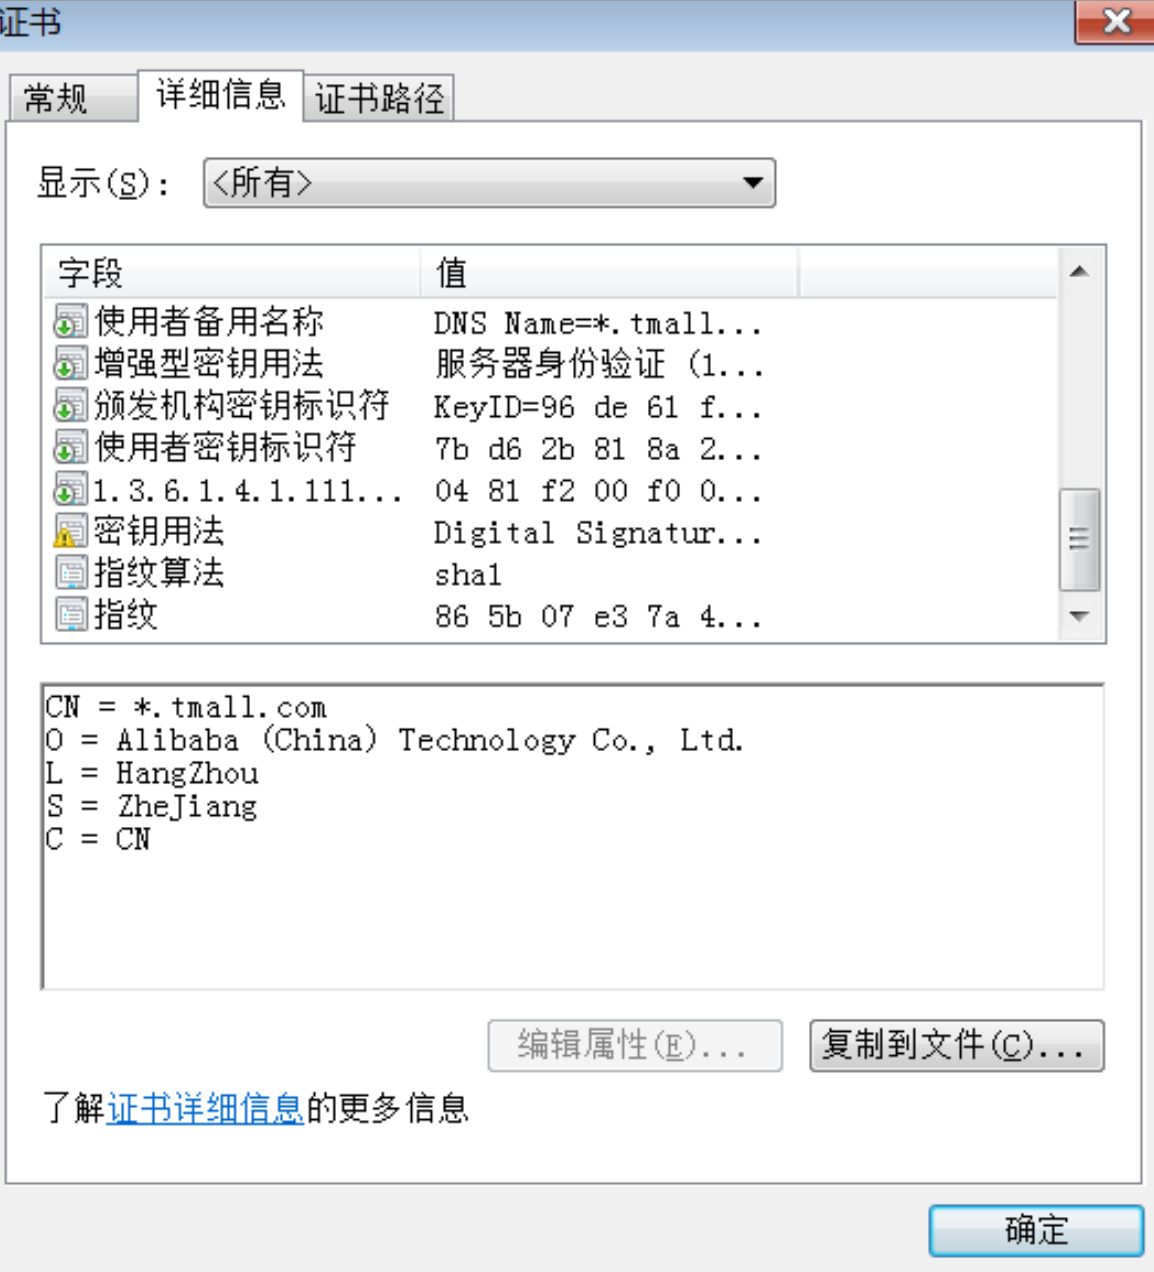 证书
常规
详细信息
证书路径
显示(S):
<所有>
字段 值
使用者备用名称 DNS Name=*.tmall...
增强型密钥用法 服务器身份验证 (1...
颁发机构密钥标识符 KeyID=96 de 61 f...
使用者密钥标识符 7b d6 2b 81 8a 2...
1.3.6.1.4.1.111... 04 81 f2 00 f0 0...
密钥用法 Digital Signatur...
指纹算法 sha1
指纹 86 5b 07 e3 7a 4...
CN = *.tmall.com
O = Alibaba (China) Technology Co., Ltd.
L = HangZhou
S = ZheJiang
C = CN
编辑属性(E)...
复制到文件(C)...
了解证书详细信息的更多信息
确定